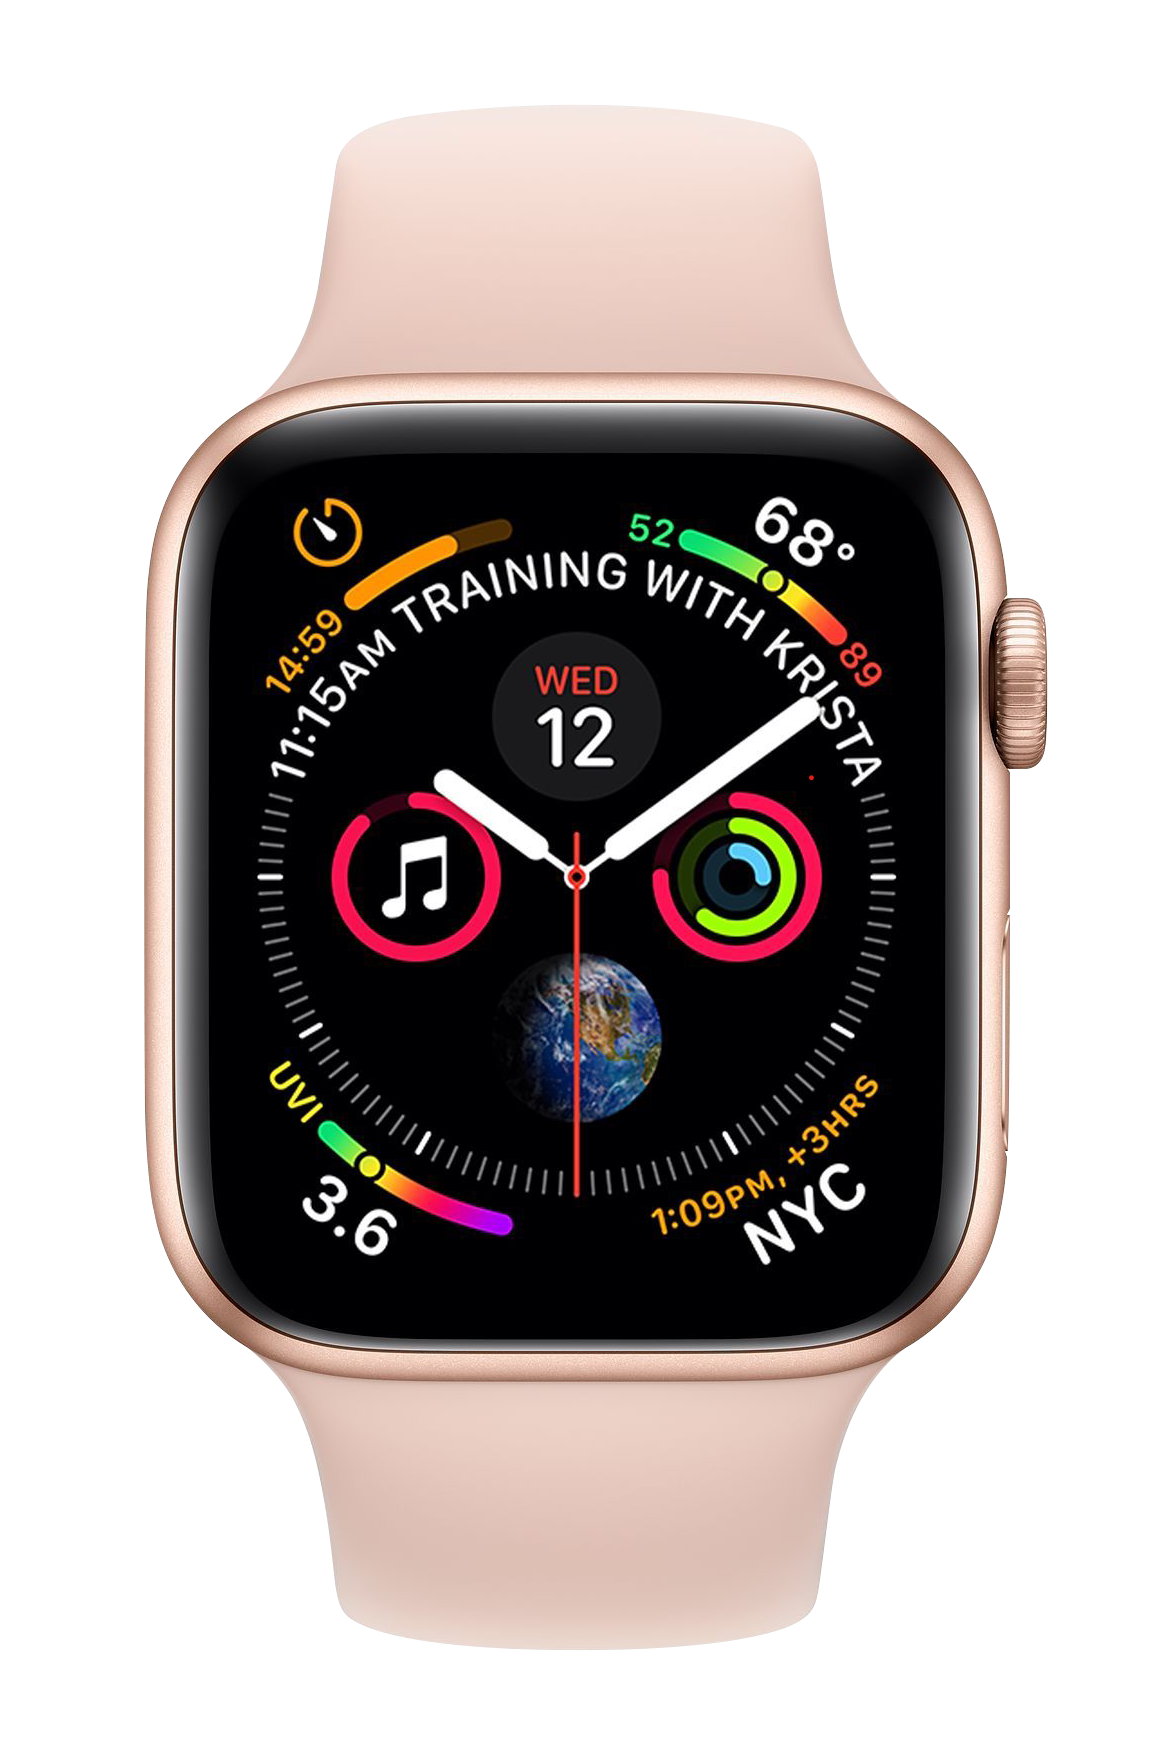 14:59
52
68°
89
11:15AM TRAINING WITH KRISTA
WED
12
UVI
3.6
1:09PM, +3HRS
NYC